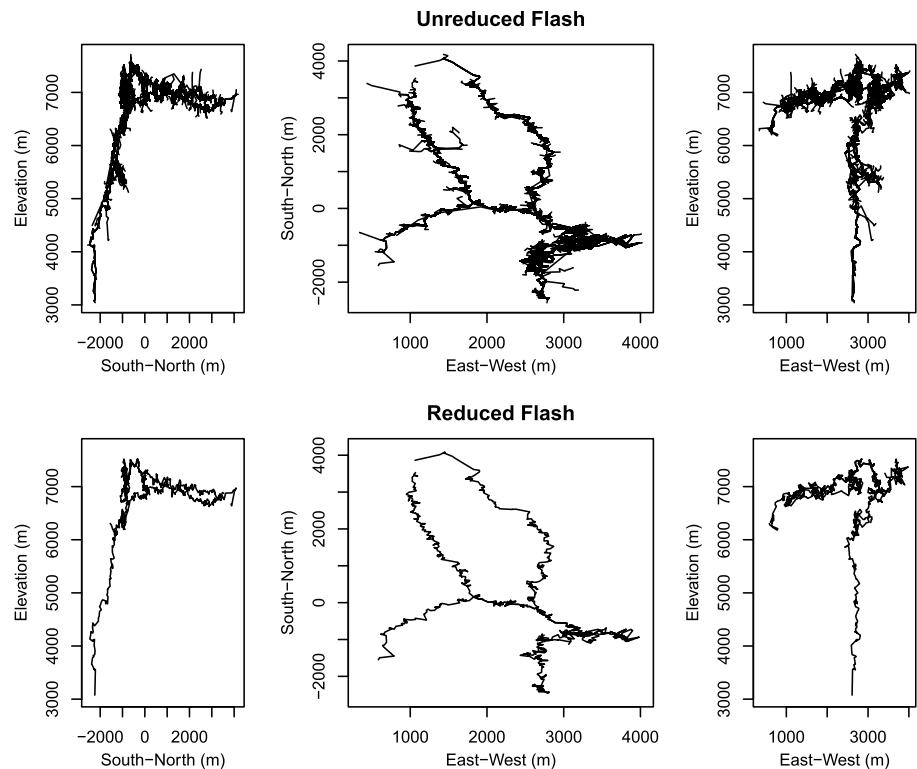 Unreduced Flash
Elevation (m)
3000 4000 5000 6000 7000
−2000 0 2000
South−North (m)
South−North (m)
−2000 0 2000 4000
1000 2000 3000 4000
East−West (m)
Elevation (m)
3000 4000 5000 6000 7000
1000 3000
East−West (m)
Reduced Flash
Elevation (m)
3000 4000 5000 6000 7000
−2000 0 2000
South−North (m)
South−North (m)
−2000 0 2000 4000
1000 2000 3000 4000
East−West (m)
Elevation (m)
3000 4000 5000 6000 7000
1000 3000
East−West (m)